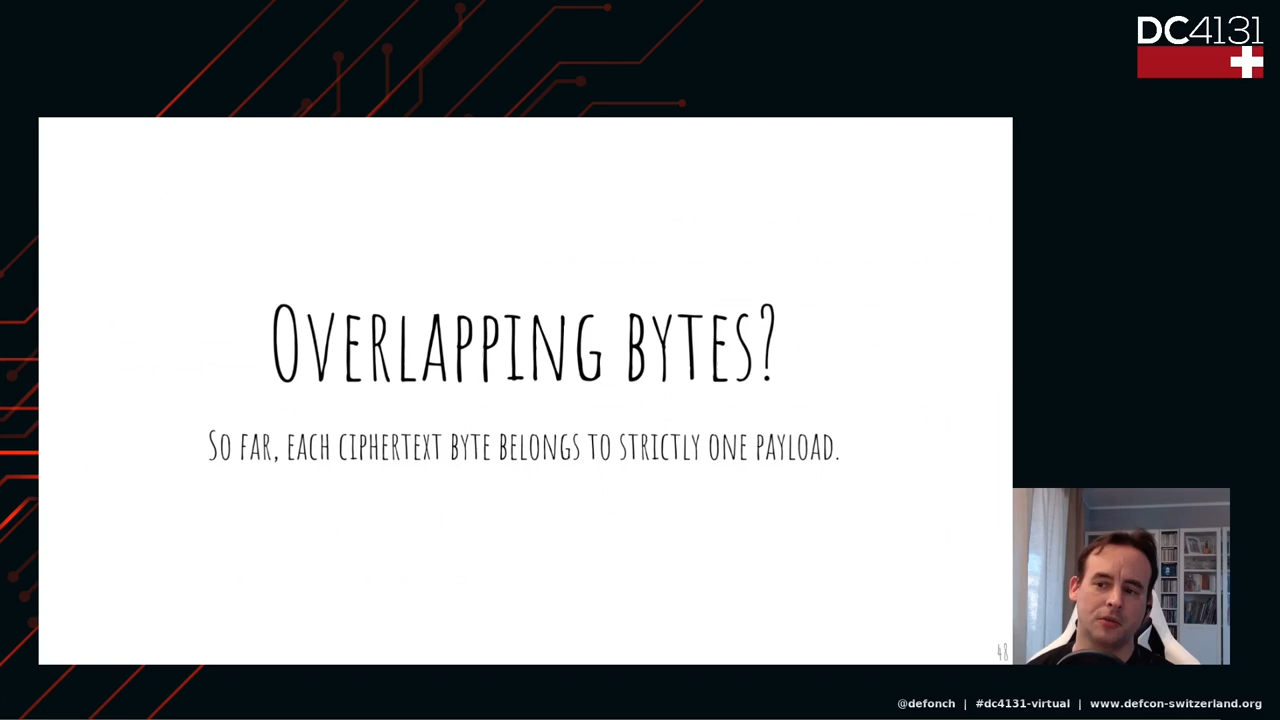 DC4131
Overlapping bytes?
So far, each ciphertext byte belongs to strictly one payload.
48
@defonch | #dc4131-virtual | www.defcon-switzerland.org